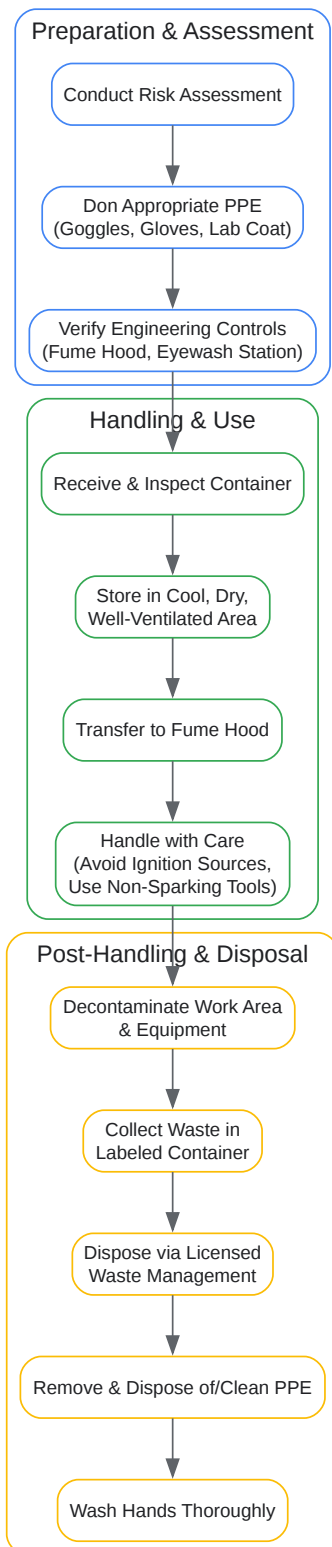 Preparation & Assessment
Conduct Risk Assessment
Don Appropriate PPE
(Goggles, Gloves, Lab Coat)
Verify Engineering Controls
(Fume Hood, Eyewash Station)
Handling & Use
Receive & Inspect Container
Store in Cool, Dry,
Well-Ventilated Area
Transfer to Fume Hood
Handle with Care
(Avoid Ignition Sources,
Use Non-Sparking Tools)
Post-Handling & Disposal
Decontaminate Work Area
& Equipment
Collect Waste in
Labeled Container
Dispose via Licensed
Waste Management
Remove & Dispose of/Clean PPE
Wash Hands Thoroughly